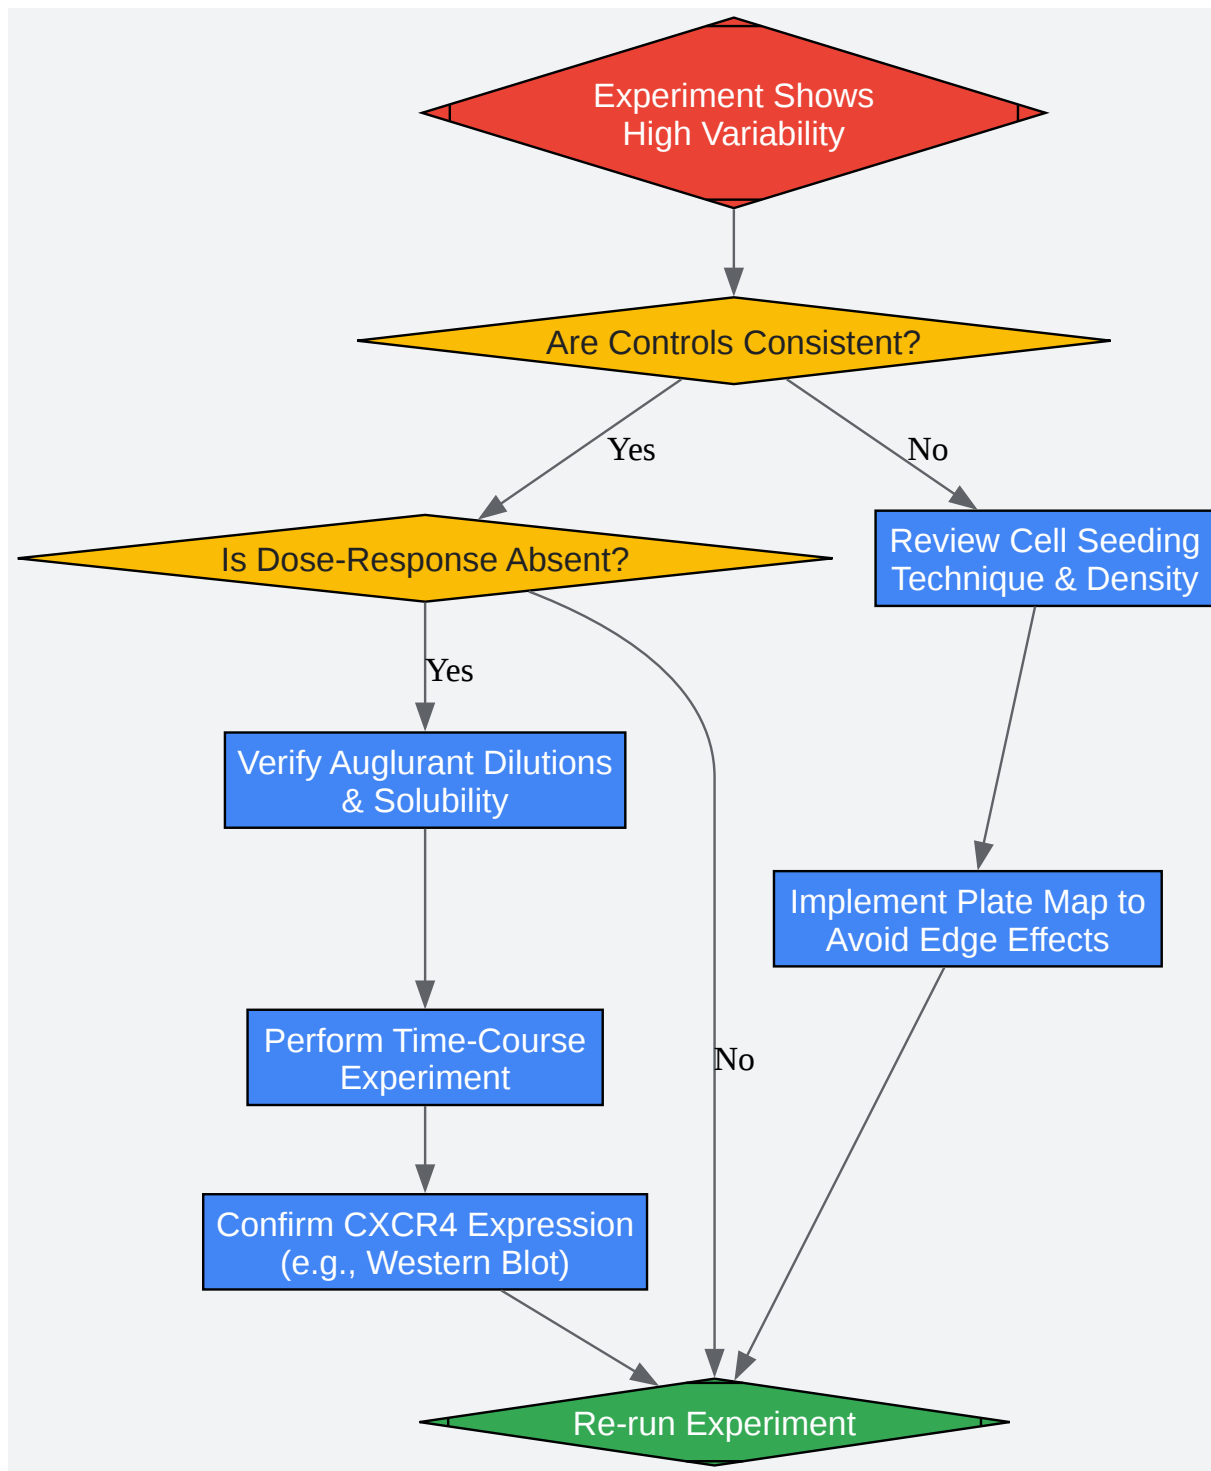 Experiment Shows
High Variability
Are Controls Consistent?
Yes
No
Is Dose-Response Absent?
Review Cell Seeding
Technique & Density
Yes
Verify Auglurant Dilutions
& Solubility
Implement Plate Map to
Avoid Edge Effects
Perform Time-Course
Experiment
No
Confirm CXCR4 Expression
(e.g., Western Blot)
Re-run Experiment